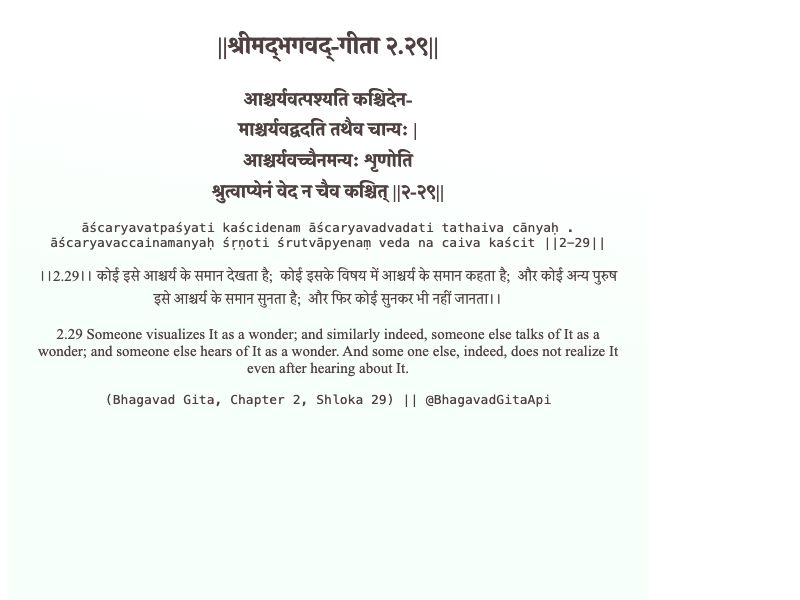 ||श्रीमद्‍भगवद्‍-गीता २.२९||
आश्चर्यवत्पश्यति कश्चिदेन-
माश्चर्यवद्वदति तथैव चान्यः |
आश्चर्यवच्चैनमन्यः शृणोति
श्रुत्वाप्येनं वेद न चैव कश्चित् ||२-२९||
āścaryavatpaśyati kaścidenam āścaryavadvadati tathaiva cānyaḥ .
āścaryavaccainamanyaḥ śṛṇoti śrutvāpyenaṃ veda na caiva kaścit ||2-29||
।।2.29।। कोई इसे आश्चर्य के समान देखता है; कोई इसके विषय में आश्चर्य के समान कहता है; और कोई अन्य पुरुष
इसे आश्चर्य के समान सुनता है; और फिर कोई सुनकर भी नहीं जानता।।
2.29 Someone visualizes It as a wonder; and similarly indeed, someone else talks of It as a
wonder; and someone else hears of It as a wonder. And some one else, indeed, does not realize It
even after hearing about It.
(Bhagavad Gita, Chapter 2, Shloka 29) || @BhagavadGitaApi